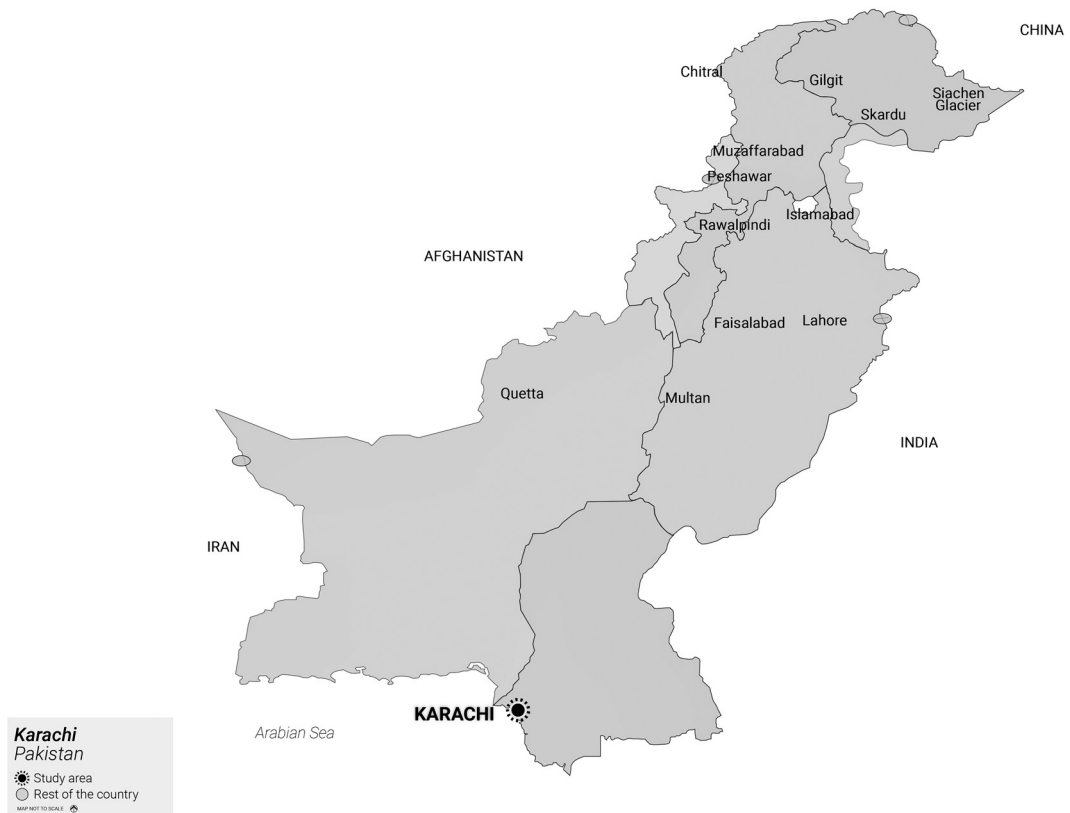 CHINA
Chitral
Gilgit
Siachen
Glacier
Skardu
Muzaffarabad
Peshawar
Islamabad
Rawalpindi
AFGHANISTAN
Faisalabad
Lahore
Quetta
Multan
INDIA
IRAN
KARACHI
Arabian Sea
Karachi
Pakistan
Study area
Rest of the country
MAP NOT TO SCALE